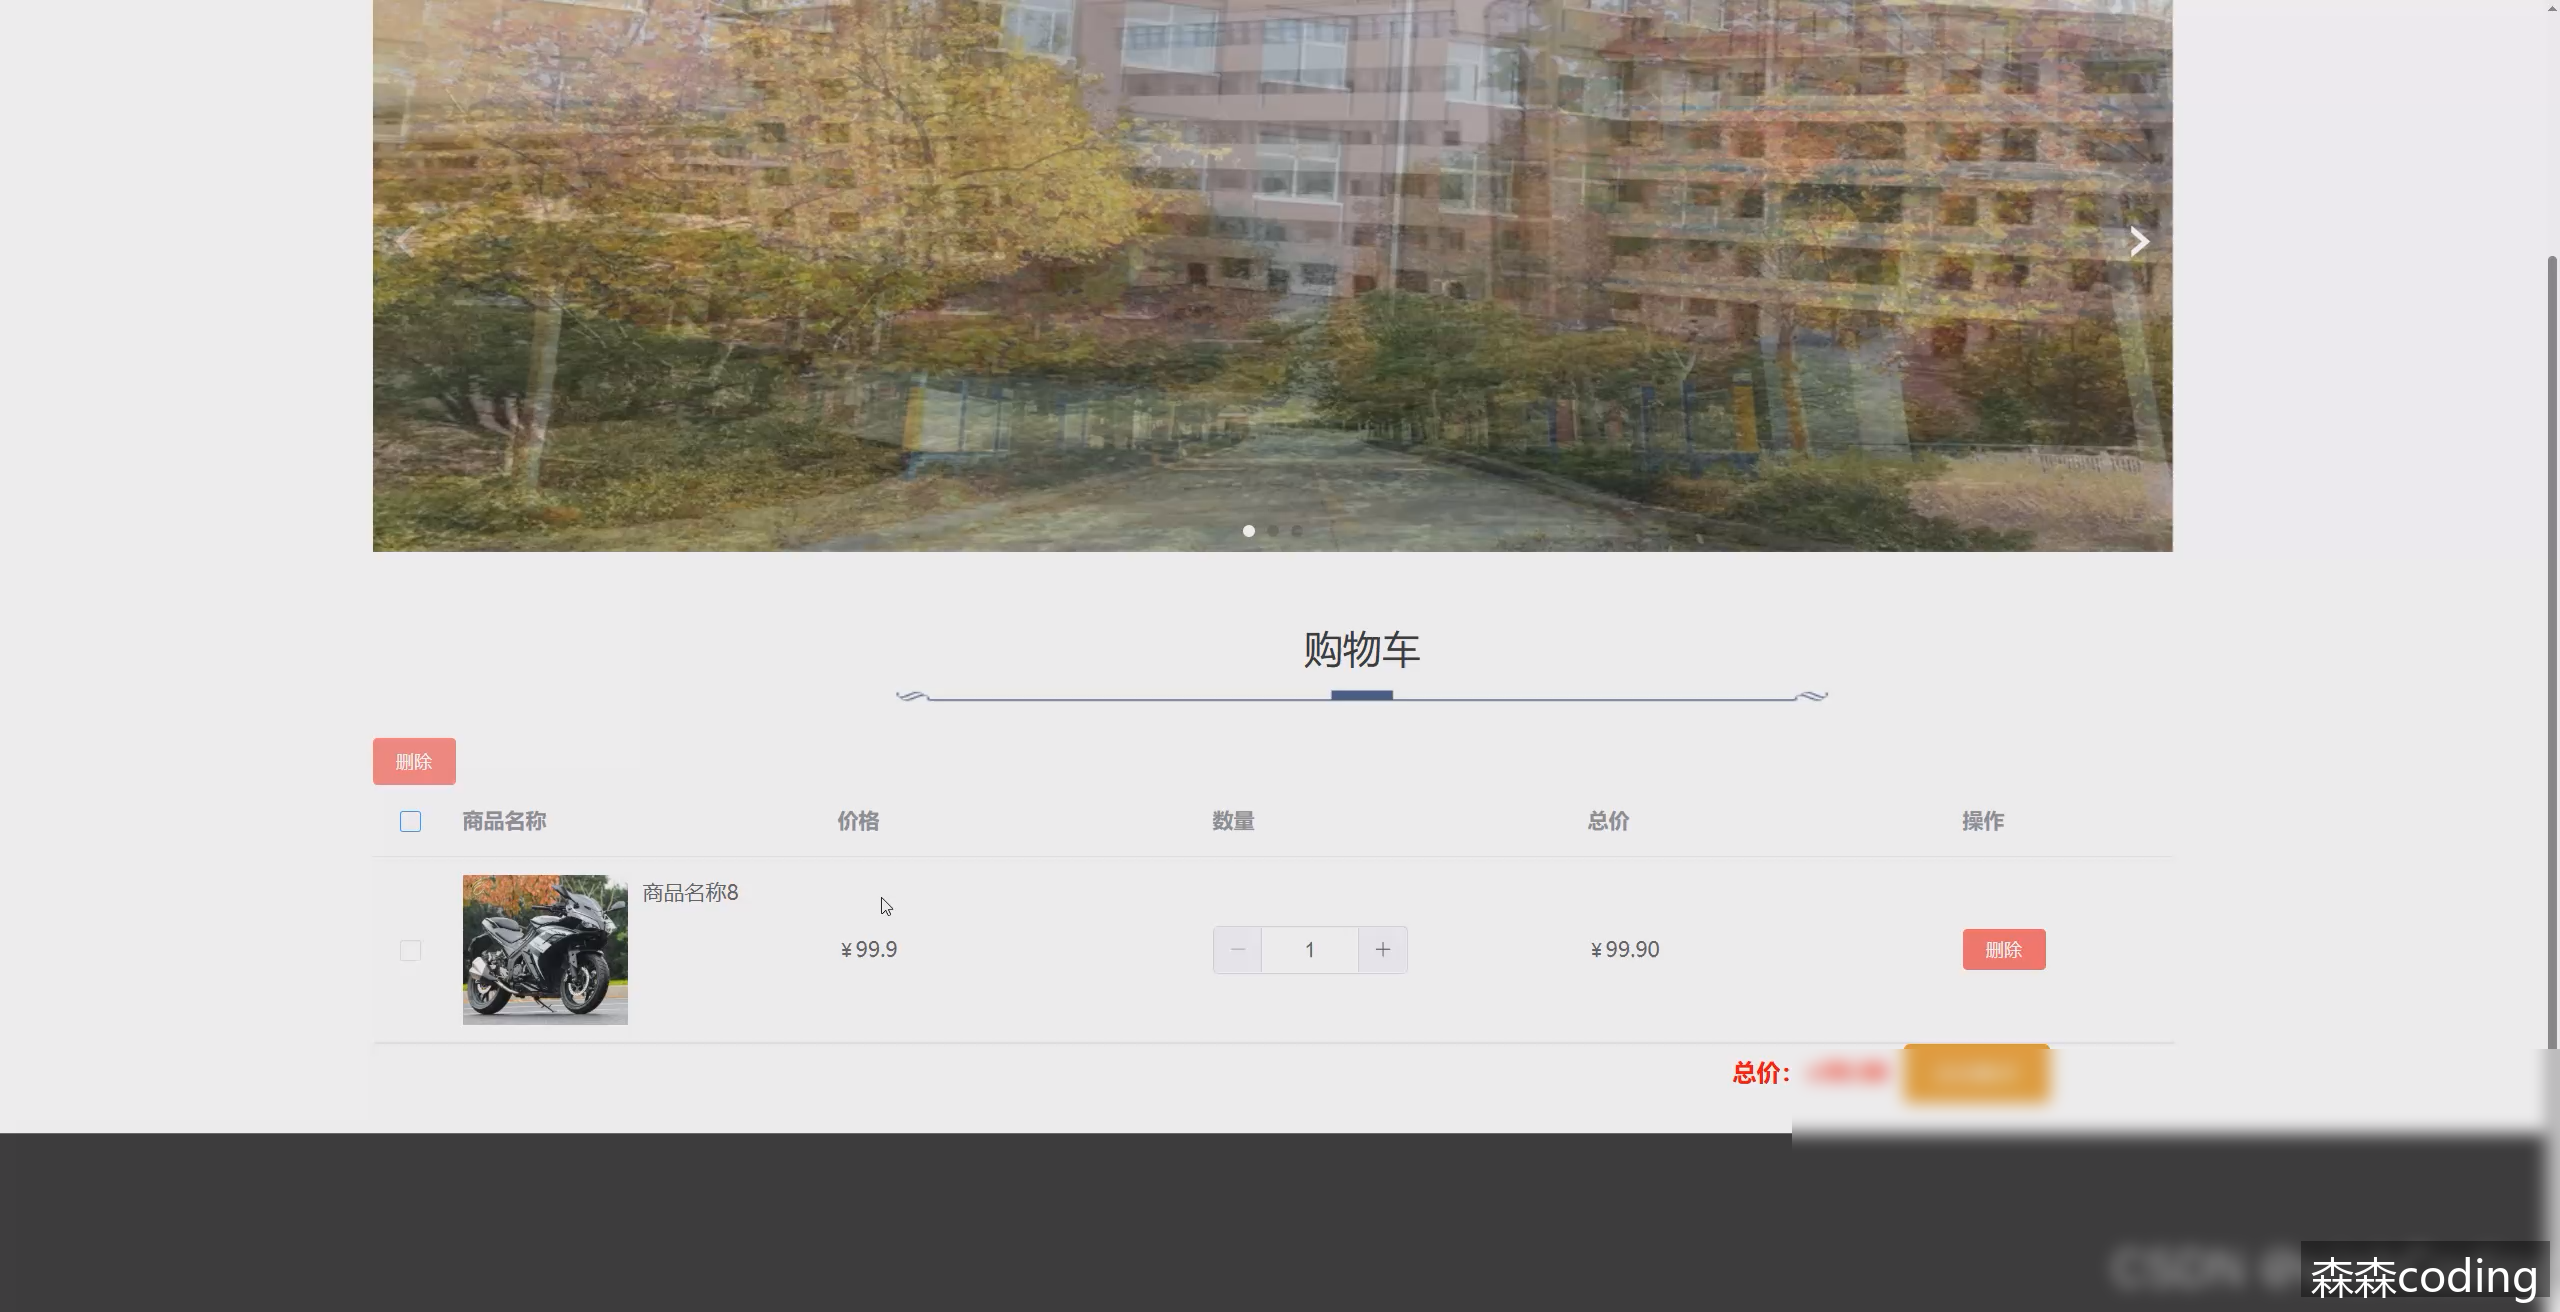 购物车
删除
商品名称 价格 数量 总价 操作
商品名称8
¥99.9 1 ¥99.90 删除
总价：
森森coding